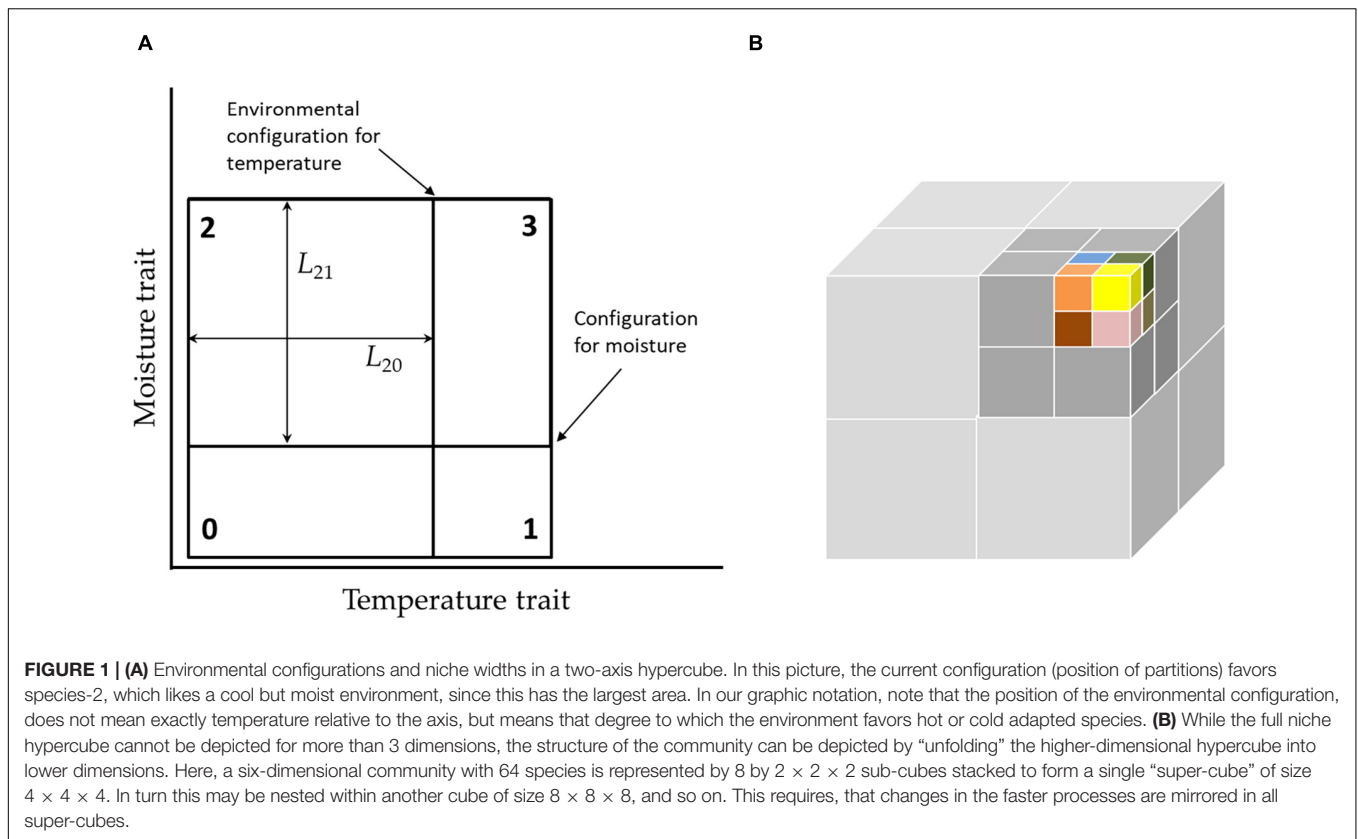 A
B
Environmental
configuration for
temperature
2
3
L21
Configuration
for moisture
L20
0
1
Moisture trait
Temperature trait
FIGURE 1 | (A) Environmental configurations and niche widths in a two-axis hypercube. In this picture, the current configuration (position of partitions) favors
species-2, which likes a cool but moist environment, since this has the largest area. In our graphic notation, note that the position of the environmental configuration,
does not mean exactly temperature relative to the axis, but means that degree to which the environment favors hot or cold adapted species. (B) While the full niche
hypercube cannot be depicted for more than 3 dimensions, the structure of the community can be depicted by “unfolding” the higher-dimensional hypercube into
lower dimensions. Here, a six-dimensional community with 64 species is represented by 8 by 2 × 2 × 2 sub-cubes stacked to form a single “super-cube” of size
4 × 4 × 4. In turn this may be nested within another cube of size 8 × 8 × 8, and so on. This requires, that changes in the faster processes are mirrored in all
super-cubes.